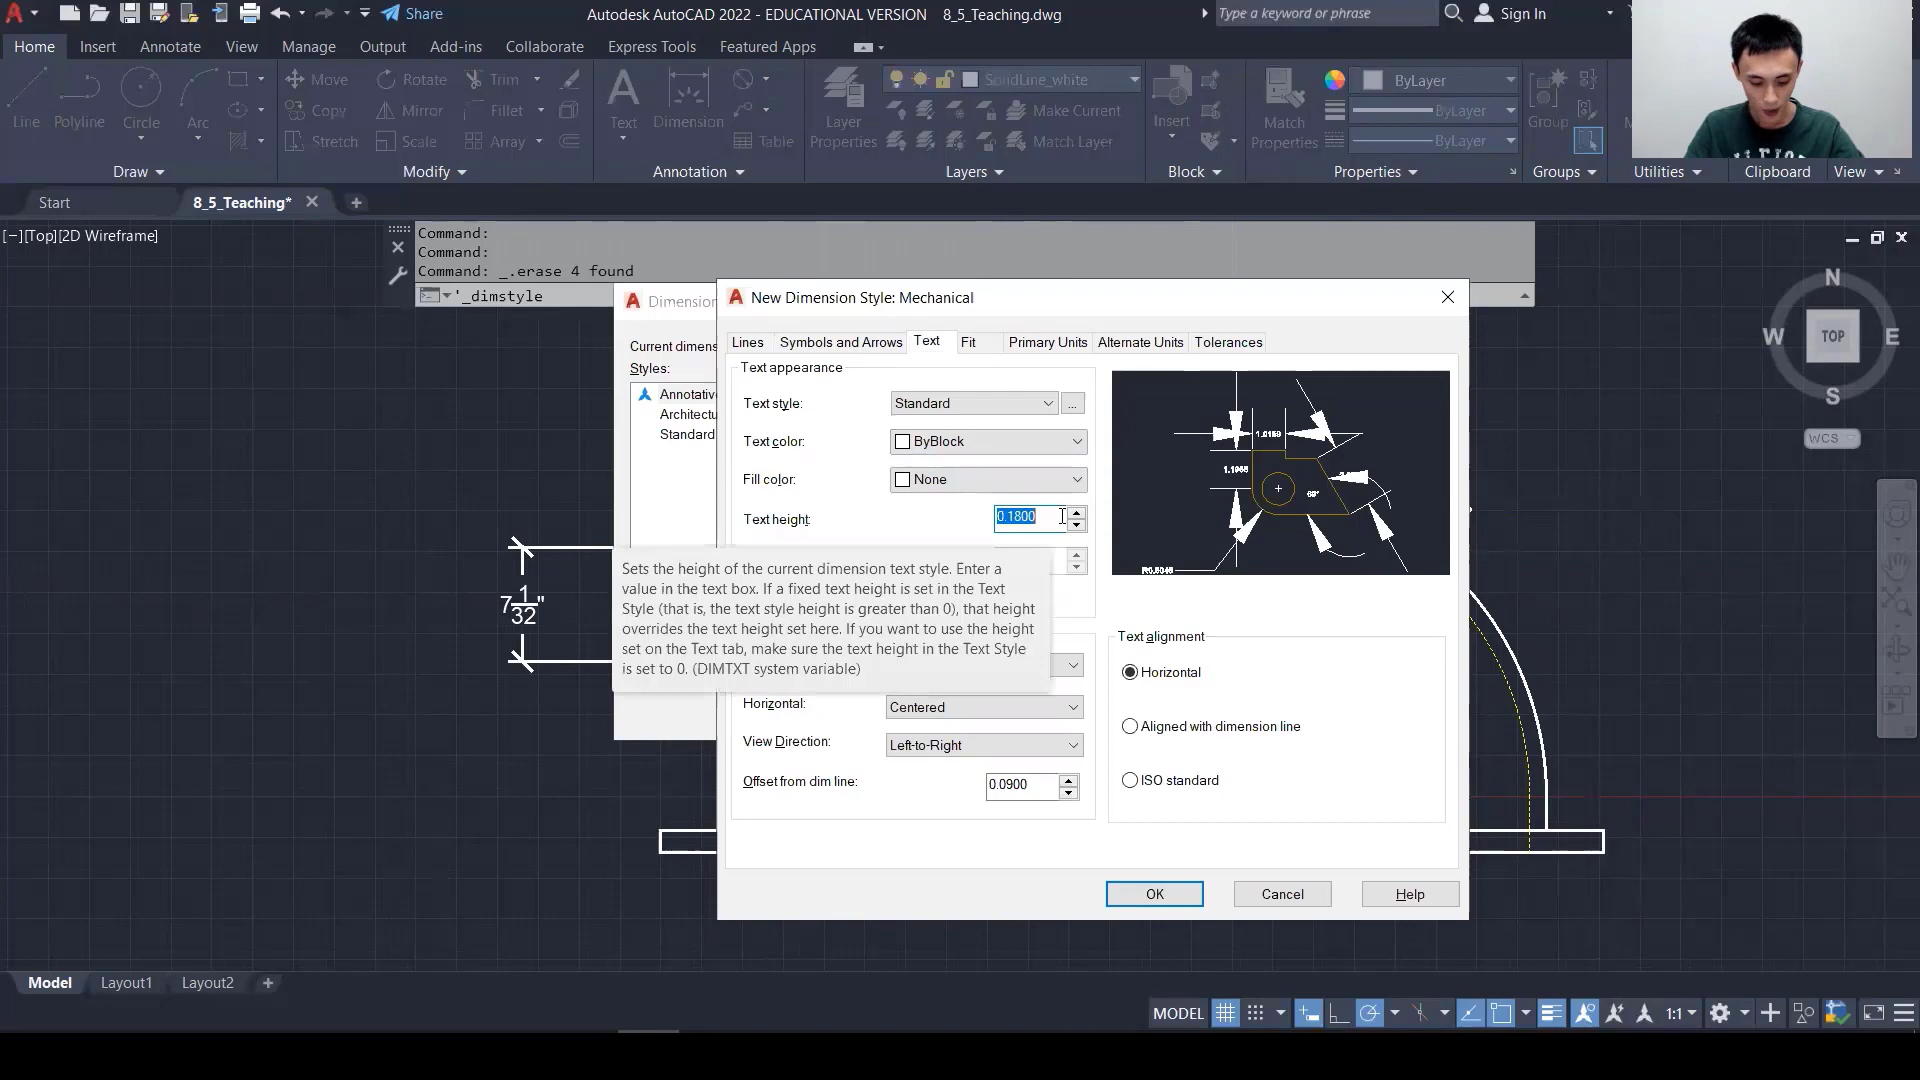 Share
Autodesk AutoCAD 2022 - EDUCATIONAL VERSION 8_5_Teaching.dwg
Type a keyword or phrase
Sign In
Home Insert Annotate View Manage Output Add-ins Collaborate Express Tools Featured Apps
Line Polyline Circle Arc
Move Rotate Trim
Copy Mirror Fillet
Stretch Scale Array
Text Dimension Table
Layer Properties
SolidLine_white
Make Current
Match Layer
Insert
Match Properties
ByLayer
ByLayer
ByLayer
Group
Draw Modify Annotation Layers Block Properties Groups Utilities Clipboard View
Start 8_5_Teaching*
[−][Top][2D Wireframe]
Command:
Command:
Command: _.erase 4 found
'_dimstyle
N
W TOP E
S
WCS
Dimension
Current dimens
Styles:
Annotative
Architectu
Standard
New Dimension Style: Mechanical
Lines Symbols and Arrows Text Fit Primary Units Alternate Units Tolerances
Text appearance
Text style: Standard ...
Text color: ByBlock
Fill color: None
Text height: 0.1800
1.0159
1.1955
60°
R0.8045
Sets the height of the current dimension text style. Enter a
value in the text box. If a fixed text height is set in the Text
Style (that is, the text style height is greater than 0), that height
overrides the text height set here. If you want to use the height
set on the Text tab, make sure the text height in the Text Style
is set to 0. (DIMTXT system variable)
7 1/32"
Horizontal: Centered
View Direction: Left-to-Right
Offset from dim line: 0.0900
Text alignment
Horizontal
Aligned with dimension line
ISO standard
OK Cancel Help
Model Layout1 Layout2
MODEL 1:1